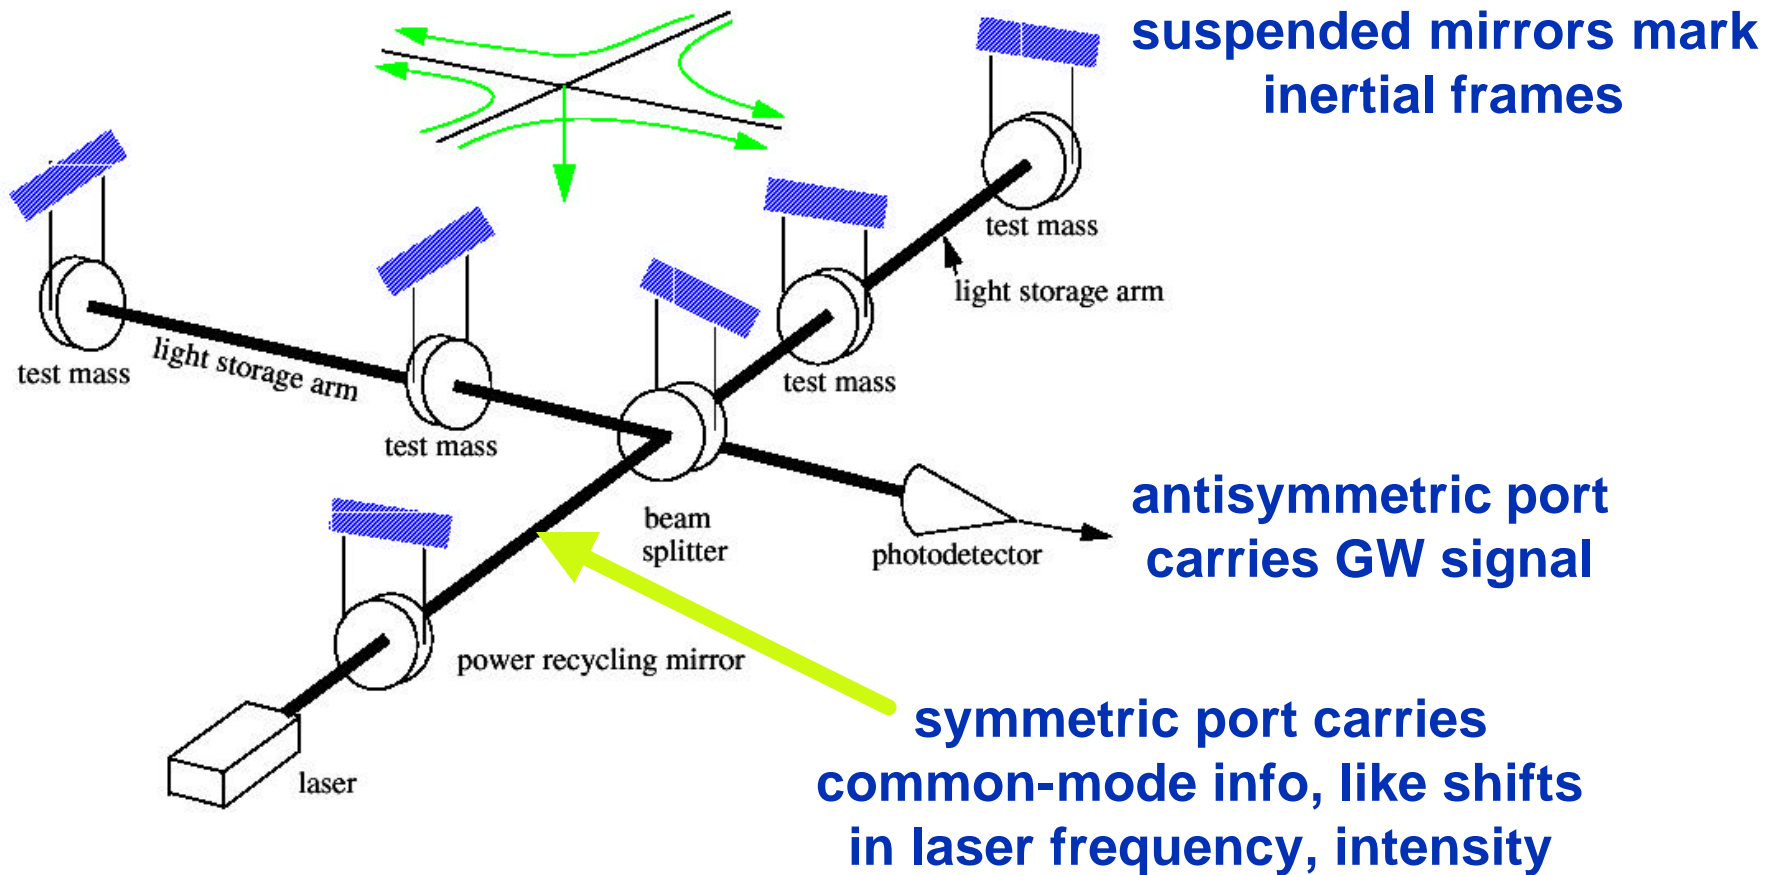 suspended mirrors mark
inertial frames
test mass
light storage arm
test mass
light storage arm
test mass
test mass
beam
splitter
photodetector
antisymmetric port
carries GW signal
power recycling mirror
laser
symmetric port carries
common-mode info, like shifts
in laser frequency, intensity